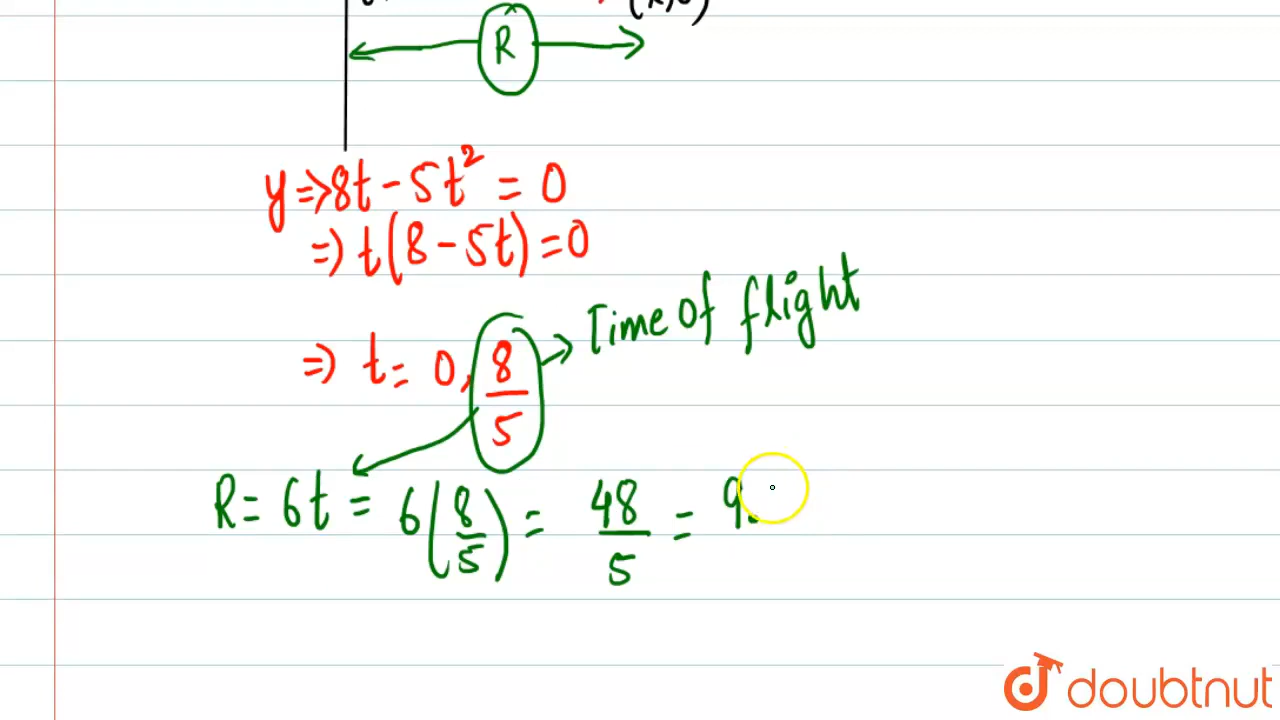 R
y => 8t - 5t² = 0
=> t(8 - 5t) = 0
=> t = 0, 8/5 → Time of flight
R = 6t = 6(8/5) = 48/5 = 9.
doubtnut